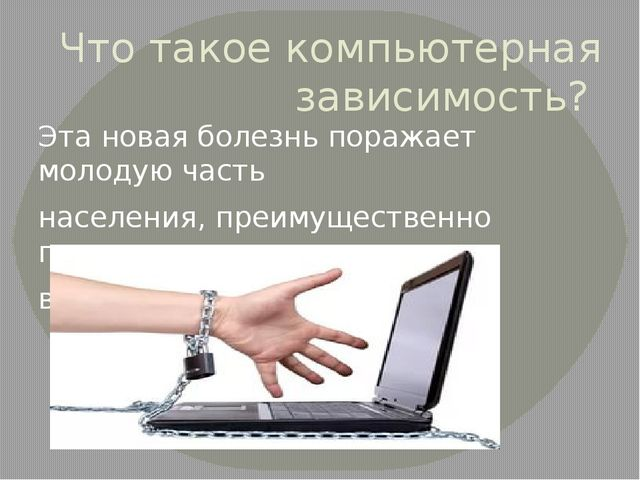 Что такое компьютерная
зависимость?
Эта новая болезнь поражает
молодую часть
населения, преимущественно